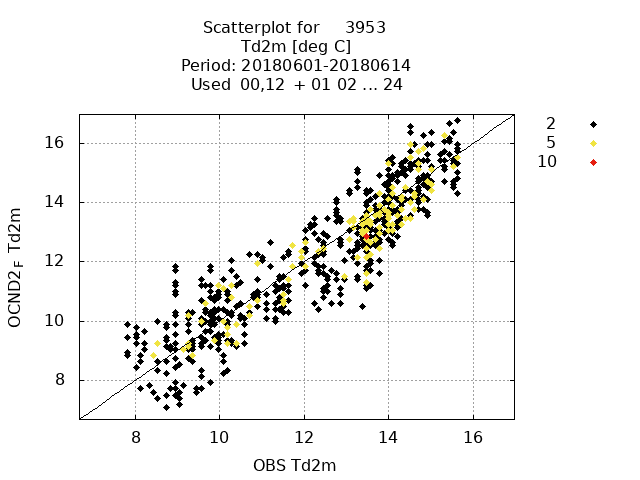 Scatterplot for 3953
Td2m [deg C]
Period: 20180601-20180614
Used 00,12 + 01 02 ... 24
2
5
10
16
14
12
10
8
OCND2_F Td2m
8 10 12 14 16
OBS Td2m